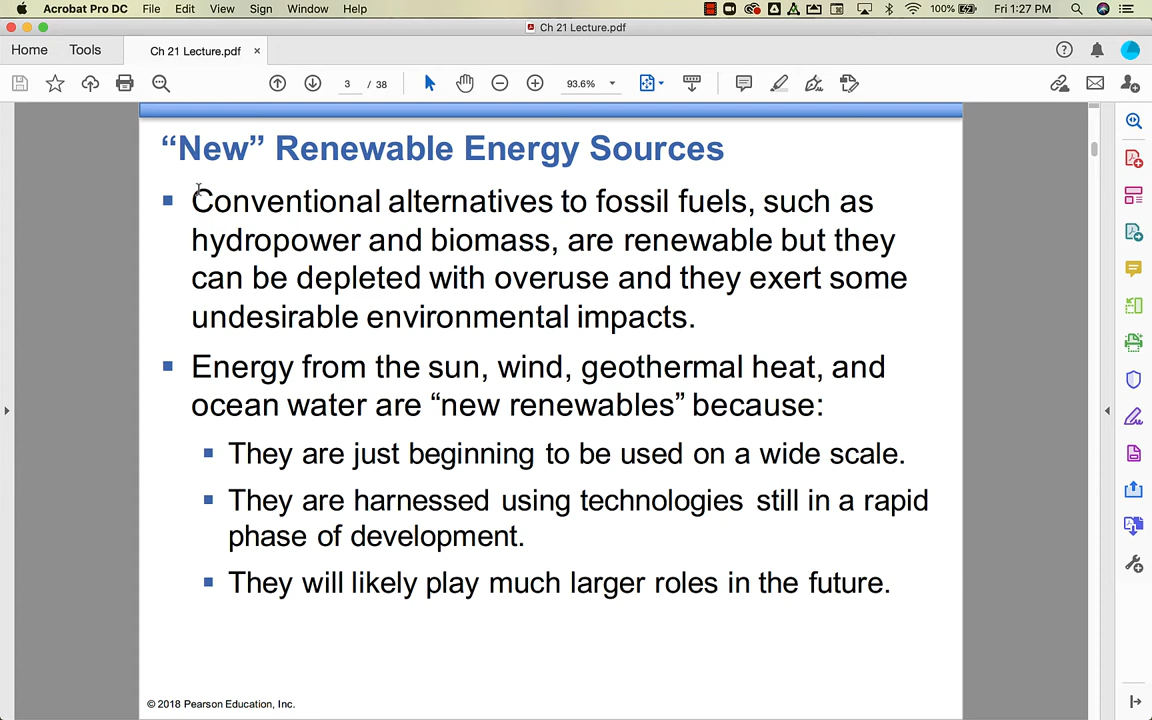 Acrobat Pro DC File Edit View Sign Window Help 100% Fri 1:27 PM
Ch 21 Lecture.pdf
Home Tools Ch 21 Lecture.pdf ×
3 / 38 93.6%
“New” Renewable Energy Sources
Conventional alternatives to fossil fuels, such as
hydropower and biomass, are renewable but they
can be depleted with overuse and they exert some
undesirable environmental impacts.
Energy from the sun, wind, geothermal heat, and
ocean water are “new renewables” because:
They are just beginning to be used on a wide scale.
They are harnessed using technologies still in a rapid
phase of development.
They will likely play much larger roles in the future.
© 2018 Pearson Education, Inc.